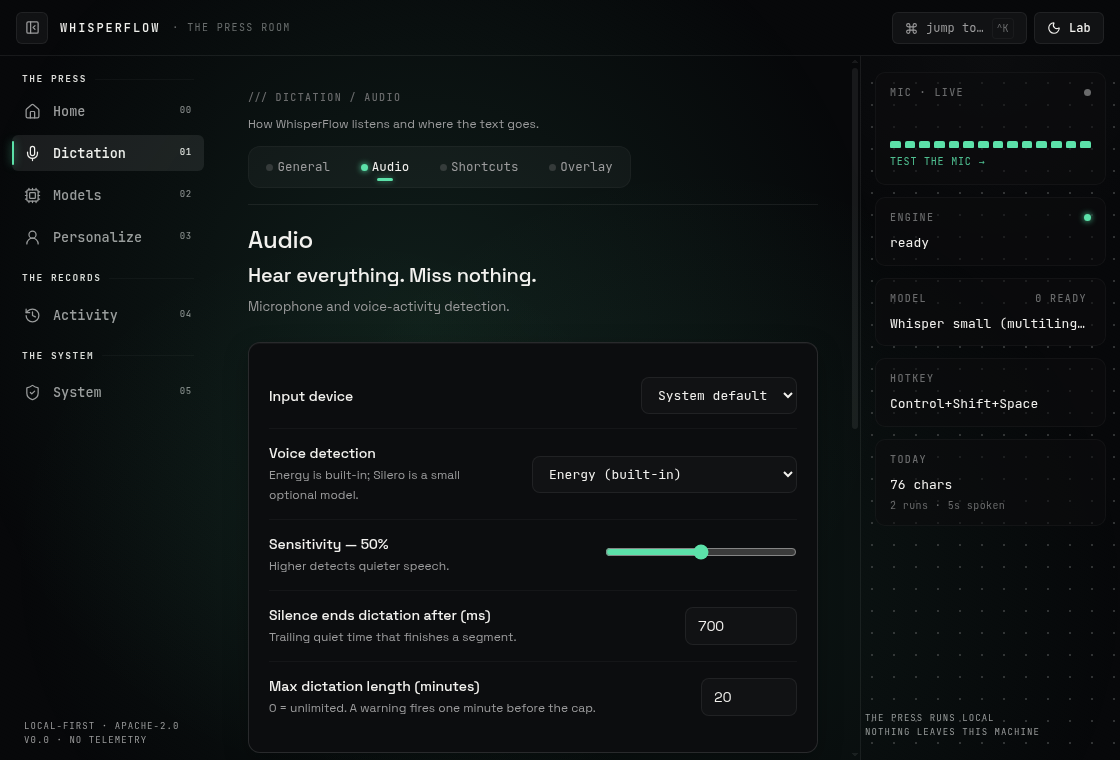 WHISPERFLOW · THE PRESS ROOM
jump to… ^K
Lab
THE PRESS
Home 00
Dictation 01
Models 02
Personalize 03
THE RECORDS
Activity 04
THE SYSTEM
System 05
LOCAL-FIRST · APACHE-2.0
V0.0 · NO TELEMETRY
/// DICTATION / AUDIO
How WhisperFlow listens and where the text goes.
General Audio Shortcuts Overlay
Audio
Hear everything. Miss nothing.
Microphone and voice-activity detection.
Input device
System default
Voice detection
Energy is built-in; Silero is a small
optional model.
Energy (built-in)
Sensitivity — 50%
Higher detects quieter speech.
Silence ends dictation after (ms)
Trailing quiet time that finishes a segment.
700
Max dictation length (minutes)
0 = unlimited. A warning fires one minute before the cap.
20
MIC · LIVE
TEST THE MIC →
ENGINE
ready
MODEL 0 READY
Whisper small (multiling…
HOTKEY
Control+Shift+Space
TODAY
76 chars
2 runs · 5s spoken
THE PRESS RUNS LOCAL
NOTHING LEAVES THIS MACHINE